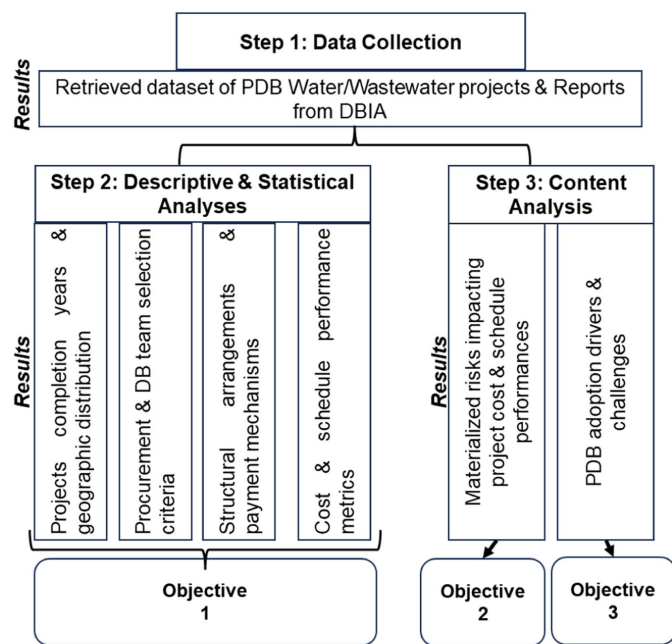 Step 1: Data Collection
Results
Retrieved dataset of PDB Water/Wastewater projects & Reports
from DBIA
Step 2: Descriptive & Statistical
Analyses
Results
Projects completion years &
geographic distribution
Procurement & DB team selection
criteria
Structural arrangements &
payment mechanisms
Cost & schedule performance
metrics
Objective
1
Step 3: Content
Analysis
Results
Materialized risks impacting
project cost & schedule
performances
PDB adoption drivers &
challenges
Objective
2
Objective
3